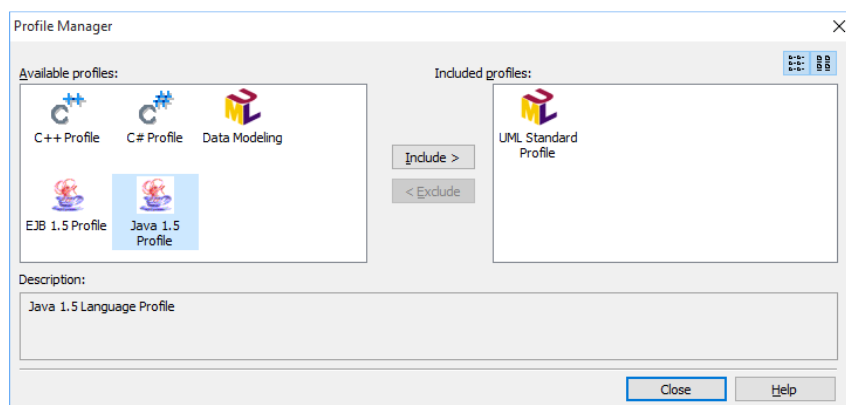 Profile Manager
Available profiles:
Included profiles:
C++ Profile
C# Profile
Data Modeling
EJB 1.5 Profile
Java 1.5
Profile
Include >
< Exclude
UML Standard
Profile
Description:
Java 1.5 Language Profile
Close
Help